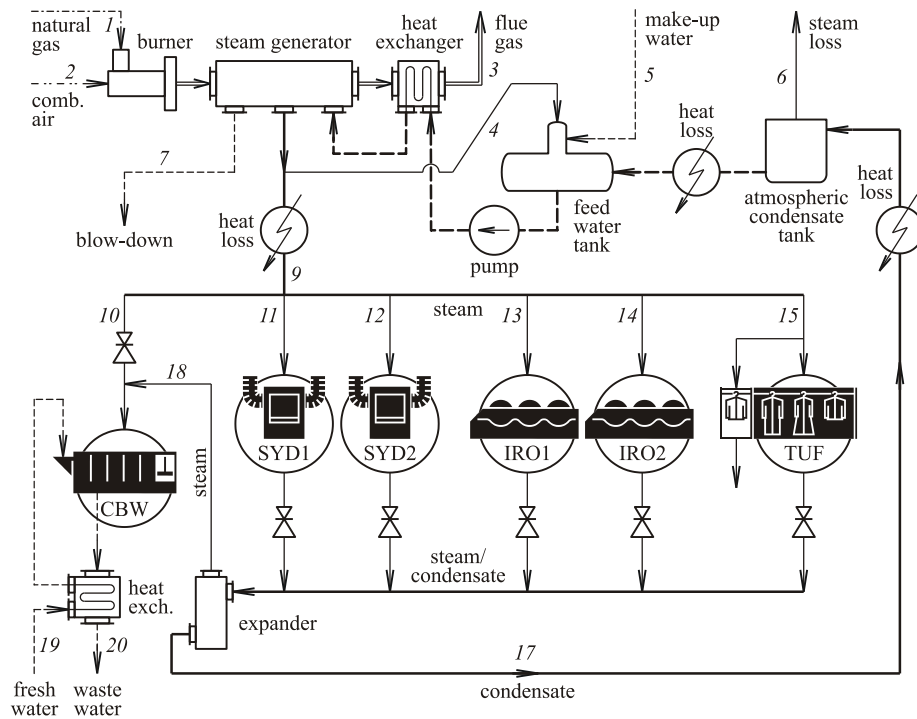 natural
gas
1
burner
2
comb.
air
steam generator
heat
exchanger
flue
gas
3
make-up
water
5
steam
loss
6
4
heat
loss
7
blow-down
heat
loss
9
pump
feed
water
tank
atmospheric
condensate
tank
heat
loss
steam
10
11
12
13
14
15
18
steam
CBW
SYD1
SYD2
IRO1
IRO2
TUF
heat
exch.
expander
steam/
condensate
19
20
17
fresh
water
waste
water
condensate